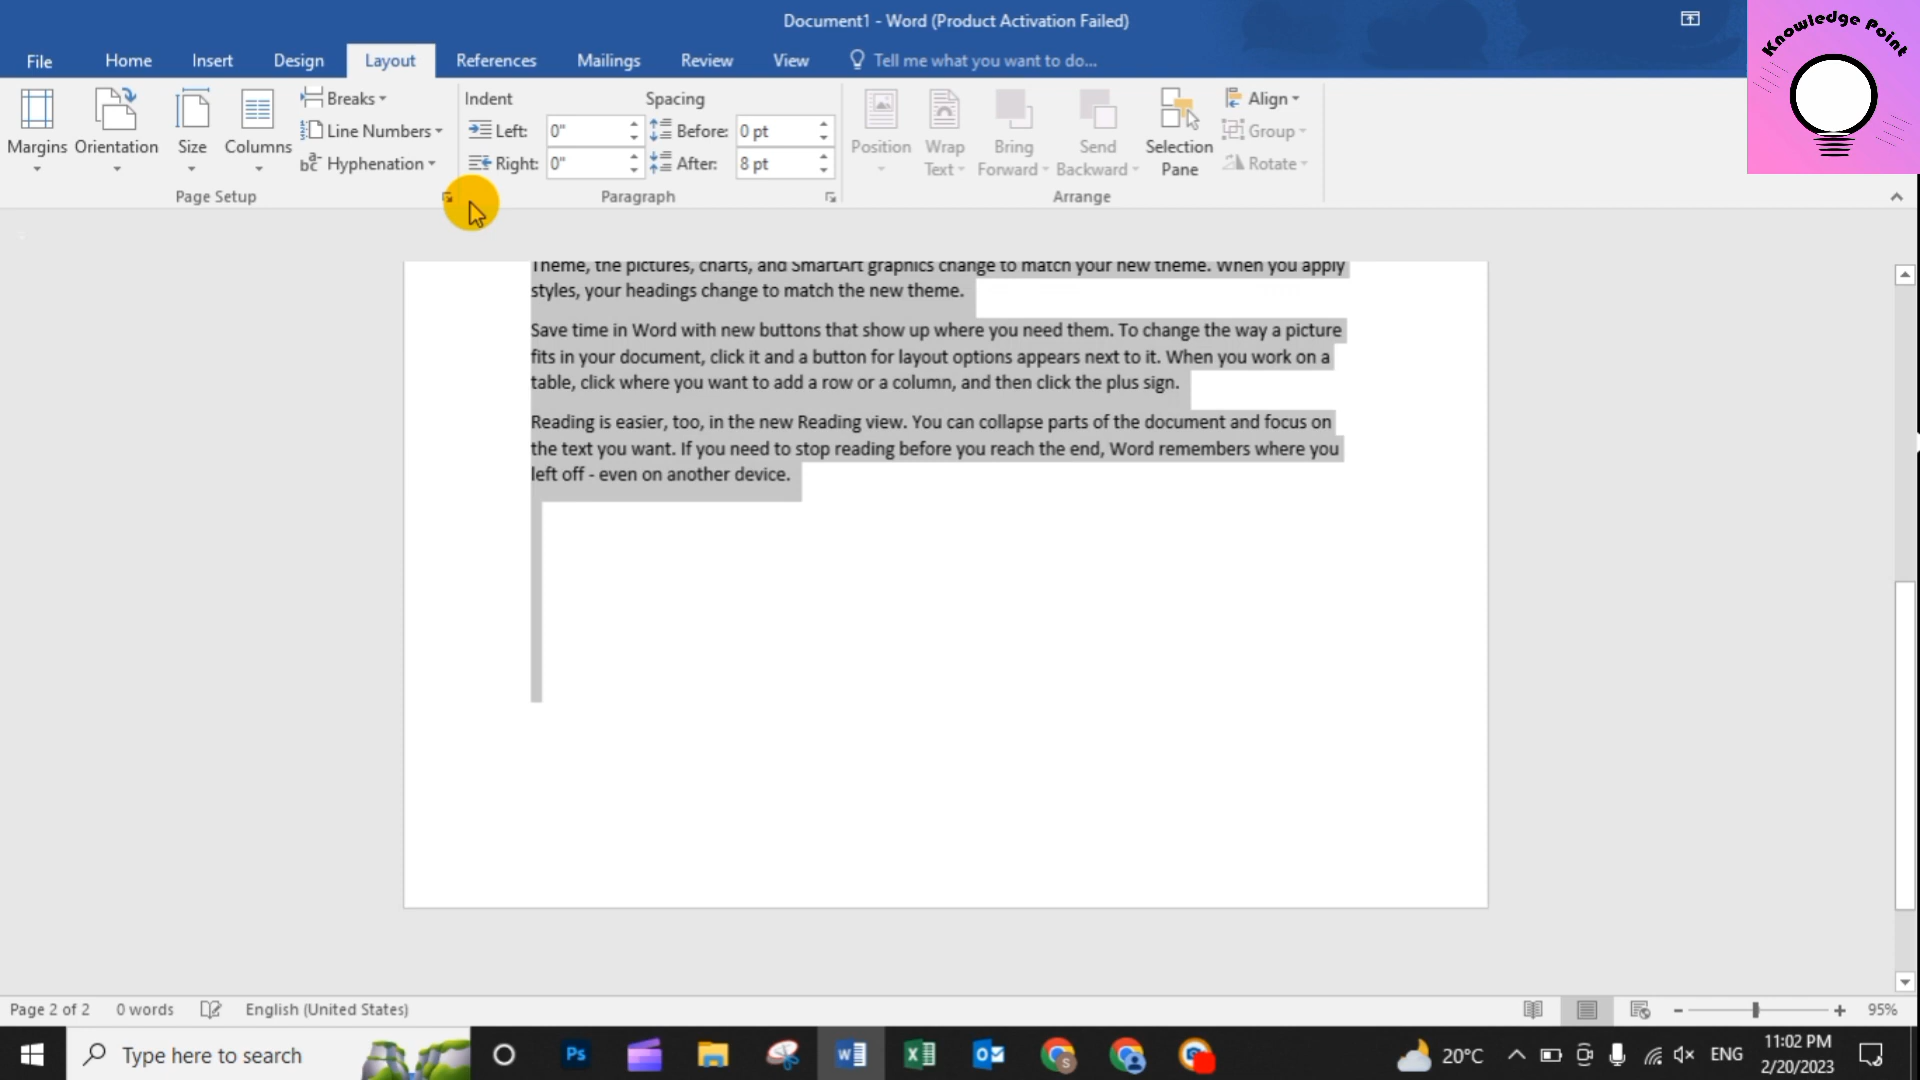 Document1 - Word (Product Activation Failed)
Knowledge Point
File Home Insert Design Layout References Mailings Review View Tell me what you want to do...
Margins Orientation Size Columns
Breaks
Line Numbers
bc Hyphenation
Page Setup
Indent
Left: 0"
Right: 0"
Spacing
Before: 0 pt
After: 8 pt
Paragraph
Position
Wrap Text
Bring Forward
Send Backward
Selection Pane
Align
Group
Rotate
Arrange
Theme, the pictures, charts, and SmartArt graphics change to match your new theme. When you apply
styles, your headings change to match the new theme.
Save time in Word with new buttons that show up where you need them. To change the way a picture
fits in your document, click it and a button for layout options appears next to it. When you work on a
table, click where you want to add a row or a column, and then click the plus sign.
Reading is easier, too, in the new Reading view. You can collapse parts of the document and focus on
the text you want. If you need to stop reading before you reach the end, Word remembers where you
left off - even on another device.
Page 2 of 2 0 words English (United States) 95%
Type here to search
Ps
20°C
ENG
11:02 PM
2/20/2023